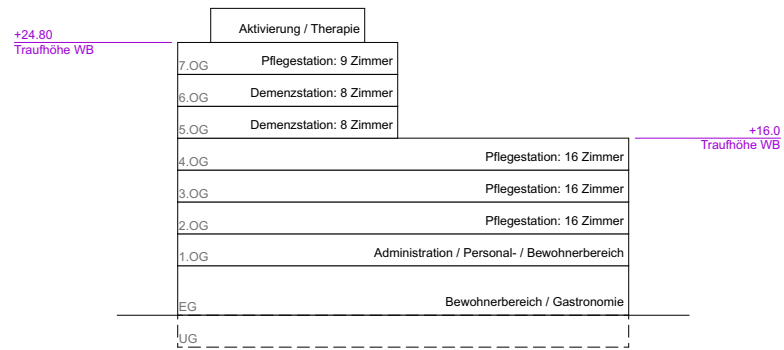 Aktivierung / Therapie
+24.80
Traufhöhe WB
7.OG Pflegestation: 9 Zimmer
6.OG Demenzstation: 8 Zimmer
5.OG Demenzstation: 8 Zimmer
+16.0
Traufhöhe WB
4.OG Pflegestation: 16 Zimmer
3.OG Pflegestation: 16 Zimmer
2.OG Pflegestation: 16 Zimmer
1.OG Administration / Personal- / Bewohnerbereich
EG Bewohnerbereich / Gastronomie
UG